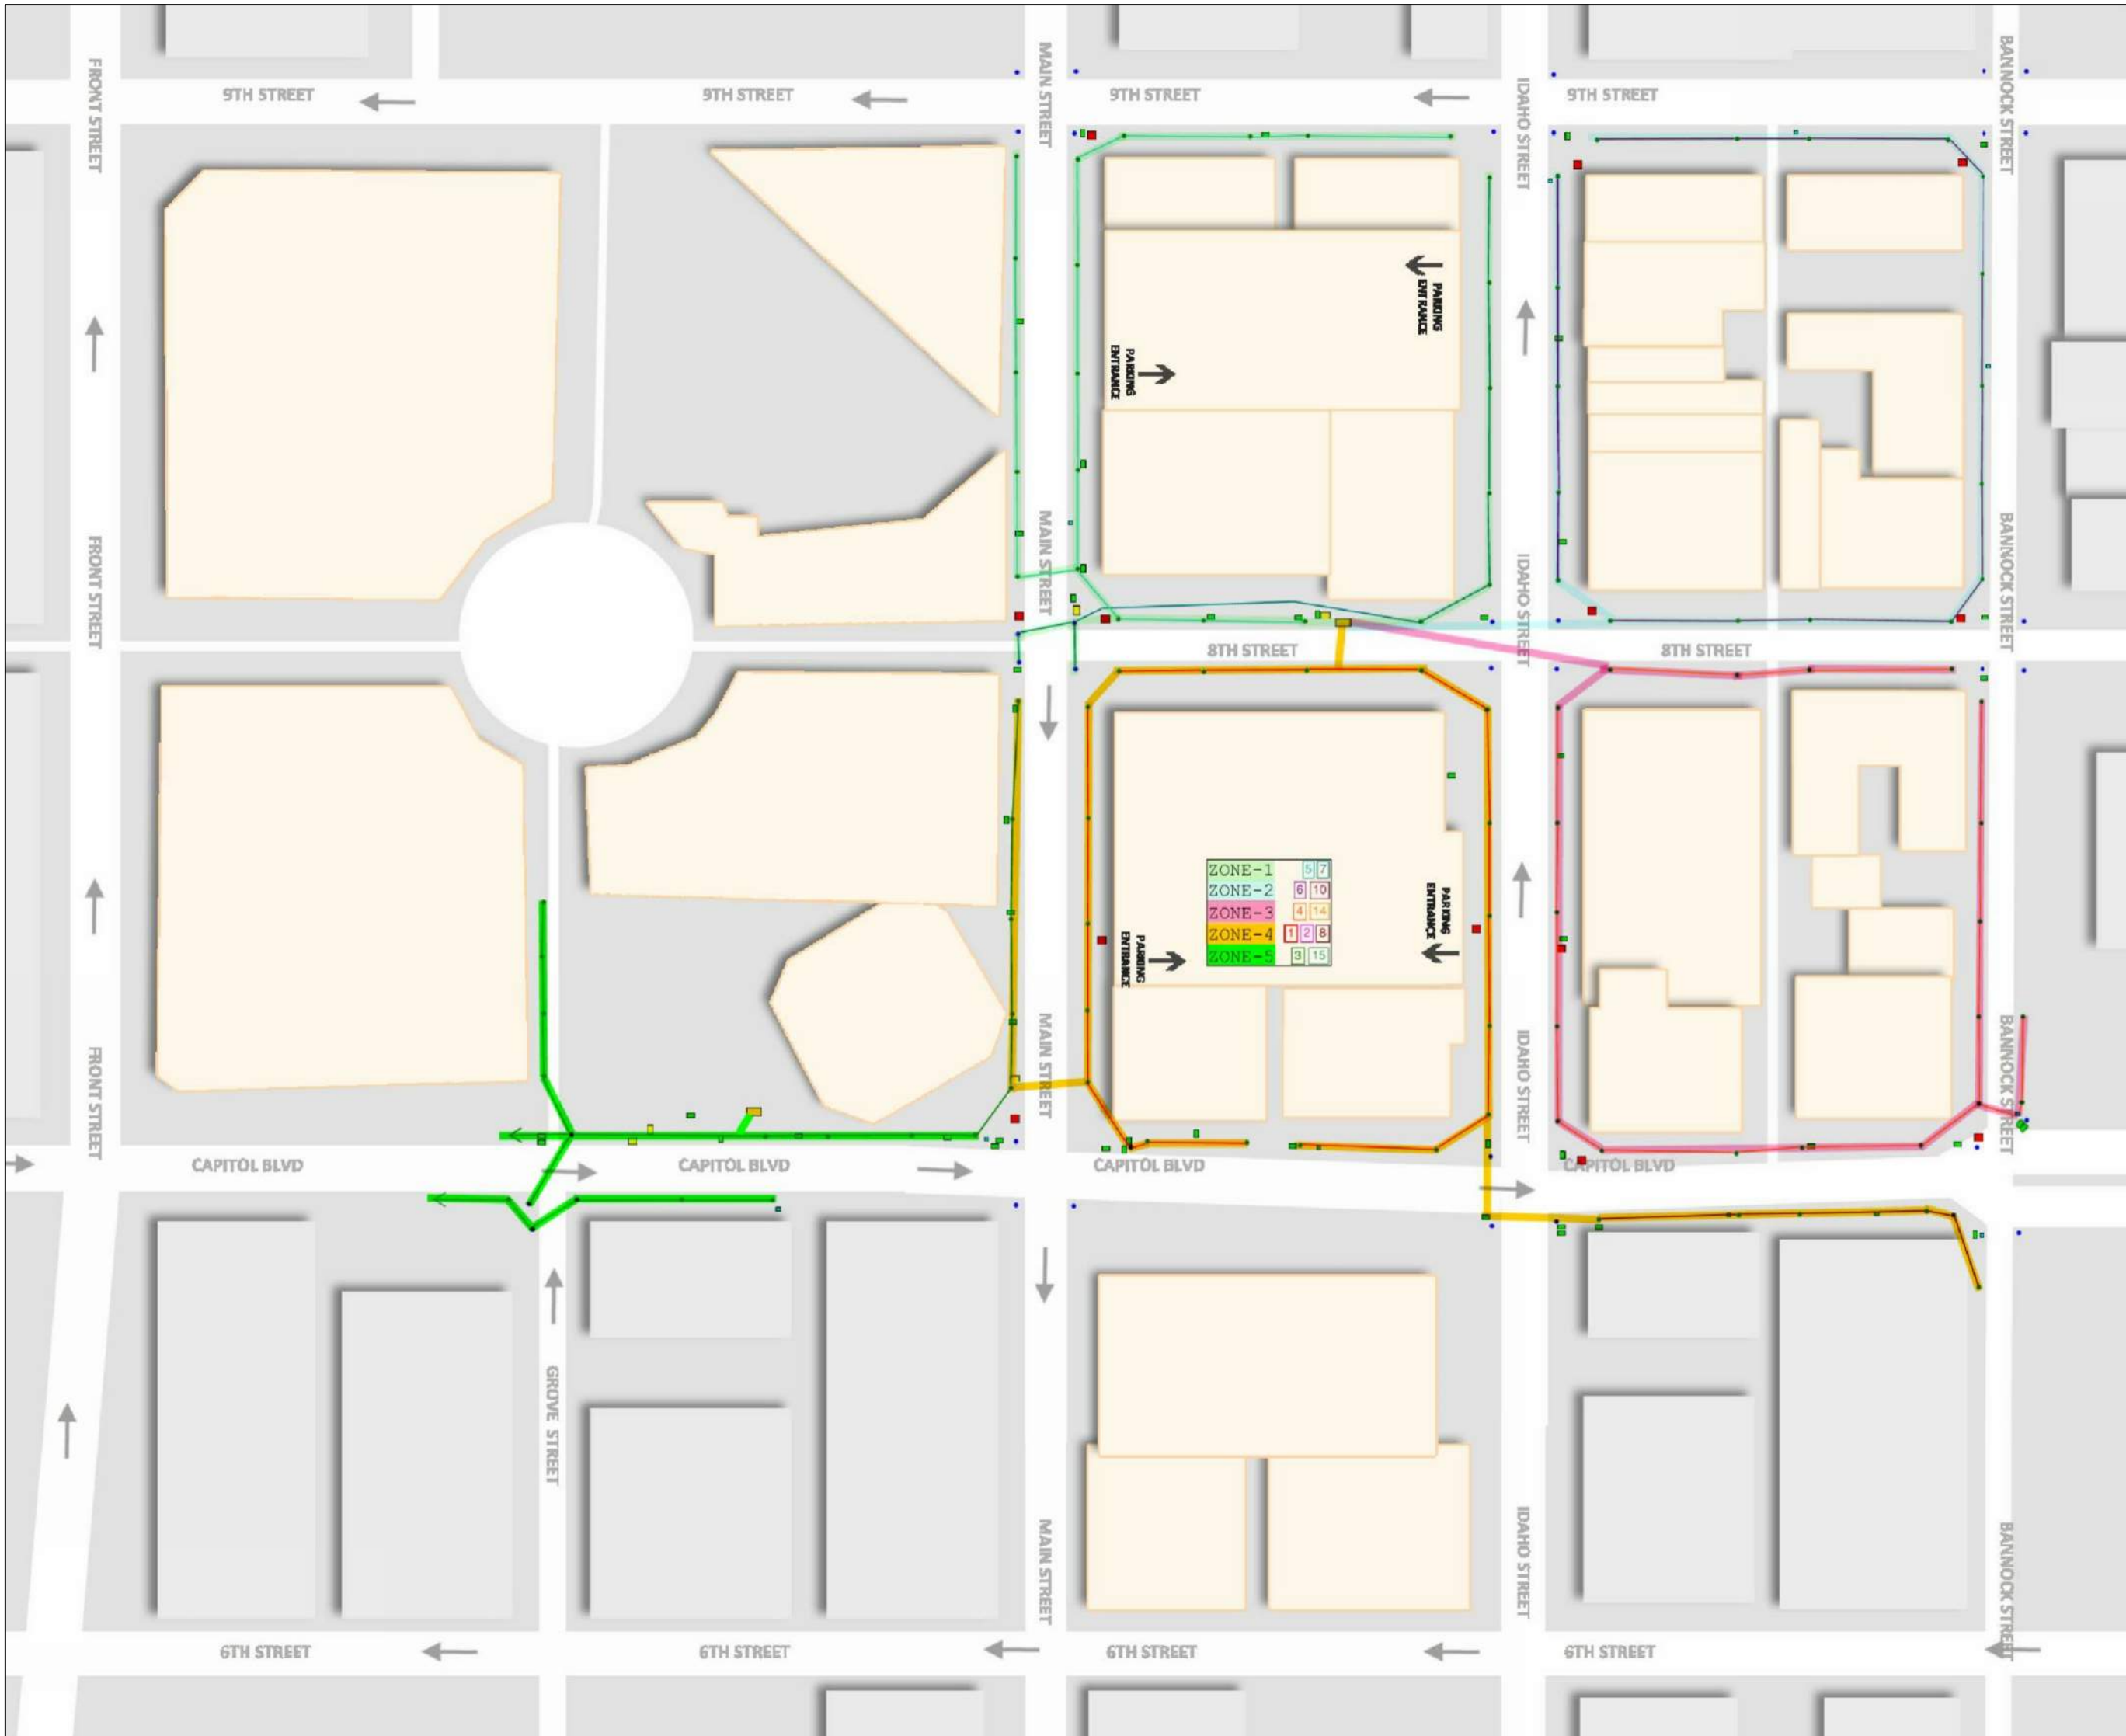 FRONT STREET
MAIN STREET
IDAHO STREET
BANNOCK STREET
9TH STREET
9TH STREET
9TH STREET
9TH STREET
PARKING
ENTRANCE
PARKING
ENTRANCE
FRONT STREET
MAIN STREET
IDAHO STREET
BANNOCK STREET
8TH STREET
8TH STREET
ZONE-1 5 7
ZONE-2 6 10
ZONE-3 4 14
ZONE-4 1 2 8
ZONE-5 3 15
PARKING
ENTRANCE
PARKING
ENTRANCE
FRONT STREET
MAIN STREET
IDAHO STREET
BANNOCK STREET
CAPITOL BLVD
CAPITOL BLVD
CAPITOL BLVD
CAPITOL BLVD
GROVE STREET
MAIN STREET
IDAHO STREET
BANNOCK STREET
6TH STREET
6TH STREET
6TH STREET
6TH STREET